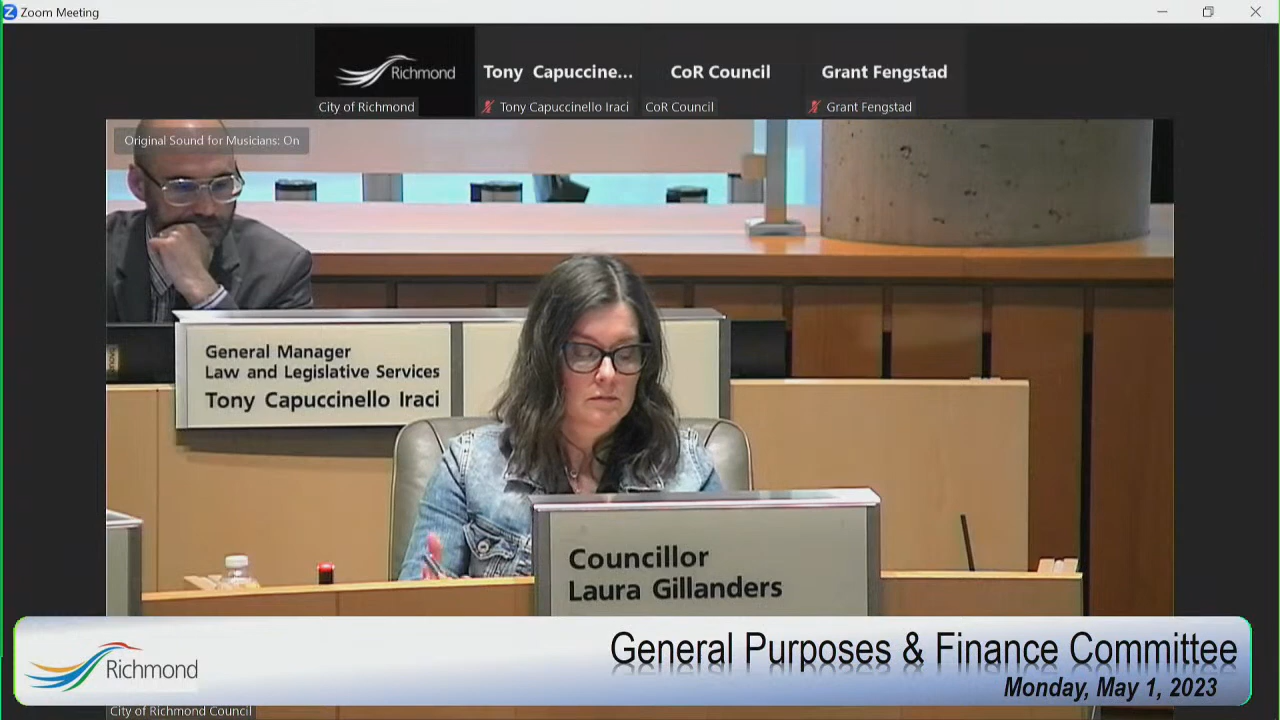 Zoom Meeting
Richmond
Tony Capuccine...
CoR Council
Grant Fengstad
City of Richmond
Tony Capuccinello Iraci
CoR Council
Grant Fengstad
Original Sound for Musicians: On
General Manager
Law and Legislative Services
Tony Capuccinello Iraci
Councillor
Laura Gillanders
General Purposes & Finance Committee
Richmond
Monday, May 1, 2023
City of Richmond Council